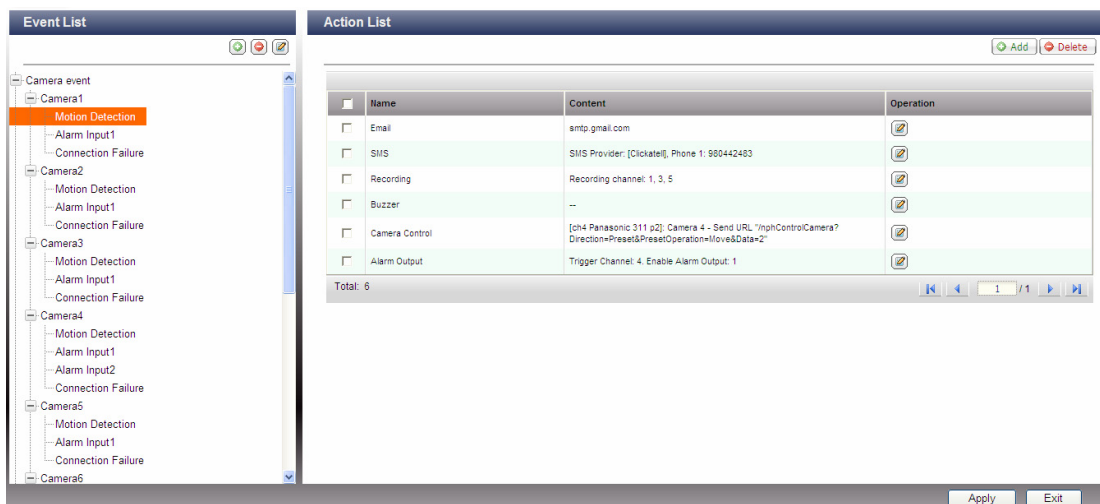 Event List
Camera event
Camera1
Motion Detection
Alarm Input1
Connection Failure
Camera2
Motion Detection
Alarm Input1
Connection Failure
Camera3
Motion Detection
Alarm Input1
Connection Failure
Camera4
Motion Detection
Alarm Input1
Alarm Input2
Connection Failure
Camera5
Motion Detection
Alarm Input1
Connection Failure
Camera6
Action List
Add Delete
Name Content Operation
Email smtp.gmail.com
SMS SMS Provider: [Clickatell], Phone 1: 980442483
Recording Recording channel: 1, 3, 5
Buzzer --
Camera Control [ch4 Panasonic 311 p2]: Camera 4 - Send URL "/nphControlCamera?
Direction=Preset&PresetOperation=Move&Data=2"
Alarm Output Trigger Channel: 4. Enable Alarm Output: 1
Total: 6 1 / 1
Apply Exit